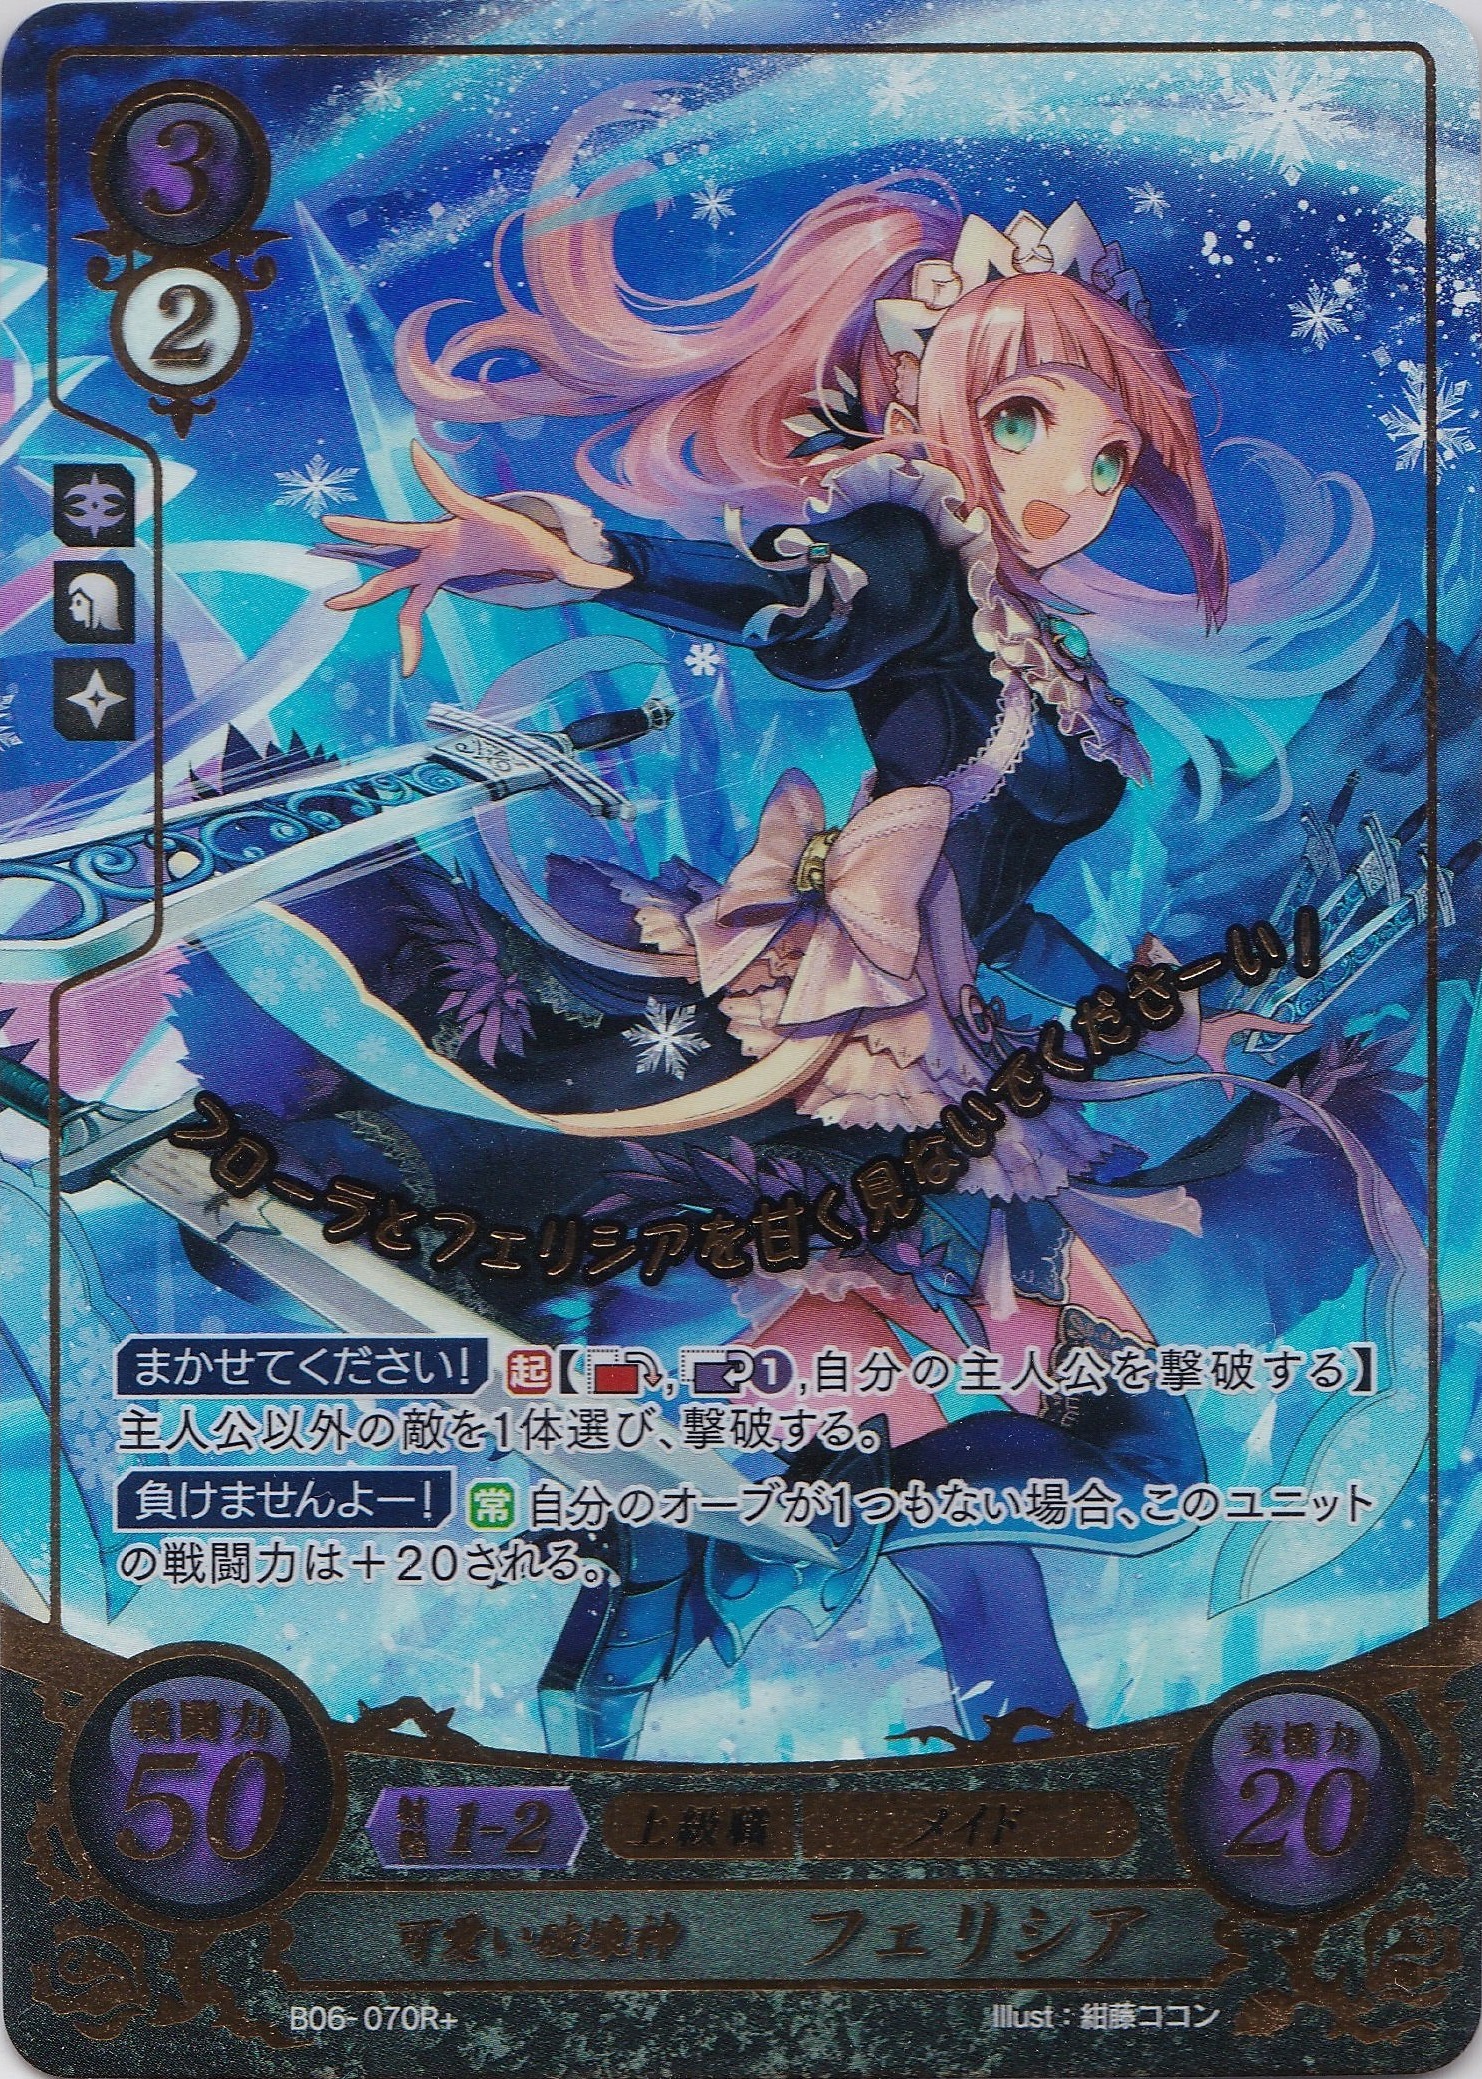 3
2
フローラとフェリシアを甘く見ないでくださーい!
まかせてください! 起【 , 1,自分の主人公を撃破する】
主人公以外の敵を1体選び、撃破する。
負けませんよー! 常 自分のオーブが1つもない場合、このユニット
の戦闘力は+20される。
戦闘力
50
射程 1-2 上級職 メイド
支援力
20
可愛い破壊神 フェリシア
B06-070R+ Illust:紺藤ココン